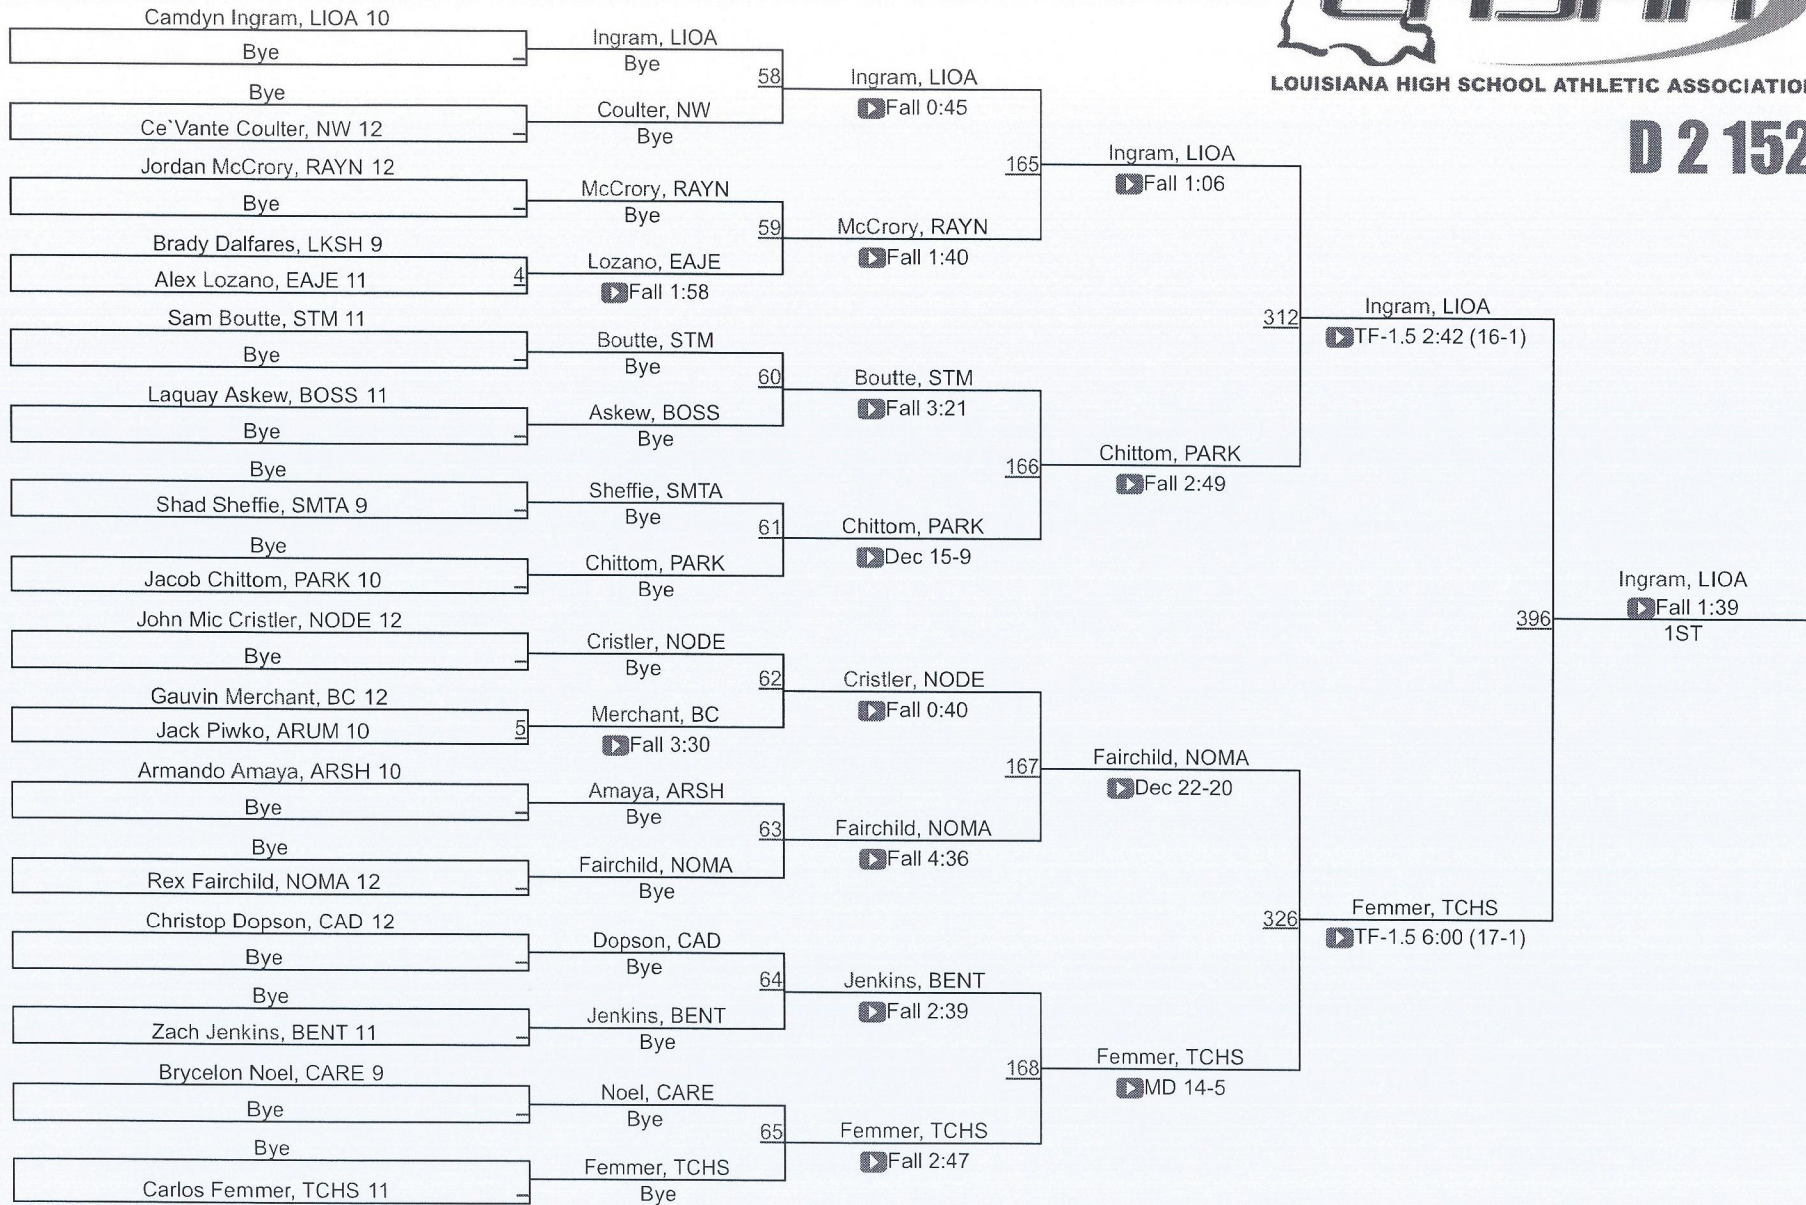 LOUISIANA HIGH SCHOOL ATHLETIC ASSOCIATION
D 2 152
Camdyn Ingram, LIOA 10
Bye
Bye
Ce`Vante Coulter, NW 12
Jordan McCrory, RAYN 12
Bye
Brady Dalfares, LKSH 9
Alex Lozano, EAJE 11
4
Sam Boutte, STM 11
Bye
Laquay Askew, BOSS 11
Bye
Bye
Shad Sheffie, SMTA 9
Bye
Jacob Chittom, PARK 10
John Mic Cristler, NODE 12
Bye
Gauvin Merchant, BC 12
Jack Piwko, ARUM 10
5
Armando Amaya, ARSH 10
Bye
Bye
Rex Fairchild, NOMA 12
Christop Dopson, CAD 12
Bye
Bye
Zach Jenkins, BENT 11
Brycelon Noel, CARE 9
Bye
Bye
Carlos Femmer, TCHS 11
Ingram, LIOA
Bye
58
Coulter, NW
Bye
McCrory, RAYN
Bye
59
Lozano, EAJE
Fall 1:58
Boutte, STM
Bye
60
Askew, BOSS
Bye
Sheffie, SMTA
Bye
61
Chittom, PARK
Bye
Cristler, NODE
Bye
62
Merchant, BC
Fall 3:30
Amaya, ARSH
Bye
63
Fairchild, NOMA
Bye
Dopson, CAD
Bye
64
Jenkins, BENT
Bye
Noel, CARE
Bye
65
Femmer, TCHS
Bye
Ingram, LIOA
Fall 0:45
165
McCrory, RAYN
Fall 1:40
Boutte, STM
Fall 3:21
166
Chittom, PARK
Dec 15-9
Cristler, NODE
Fall 0:40
167
Fairchild, NOMA
Fall 4:36
Jenkins, BENT
Fall 2:39
168
Femmer, TCHS
Fall 2:47
Ingram, LIOA
Fall 1:06
312
Chittom, PARK
Fall 2:49
Fairchild, NOMA
Dec 22-20
326
Femmer, TCHS
MD 14-5
Ingram, LIOA
TF-1.5 2:42 (16-1)
396
Femmer, TCHS
TF-1.5 6:00 (17-1)
Ingram, LIOA
Fall 1:39
1ST